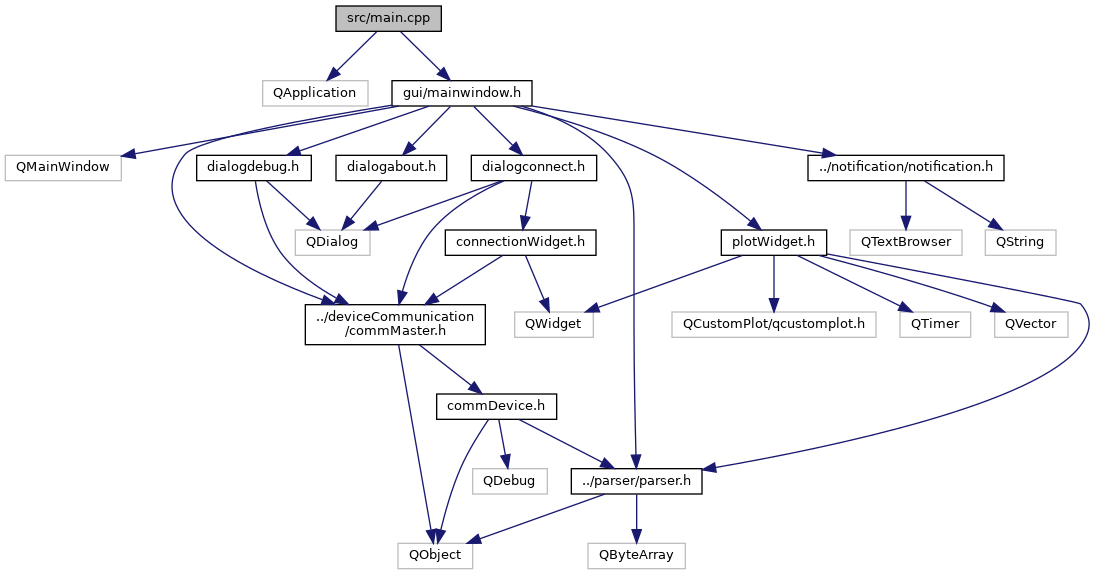 src/main.cpp
QApplication
gui/mainwindow.h
QMainWindow
dialogdebug.h
dialogabout.h
dialogconnect.h
../notification/notification.h
QDialog
connectionWidget.h
plotWidget.h
QTextBrowser
QString
../deviceCommunication
/commMaster.h
QWidget
QCustomPlot/qcustomplot.h
QTimer
QVector
commDevice.h
QDebug
../parser/parser.h
QObject
QByteArray